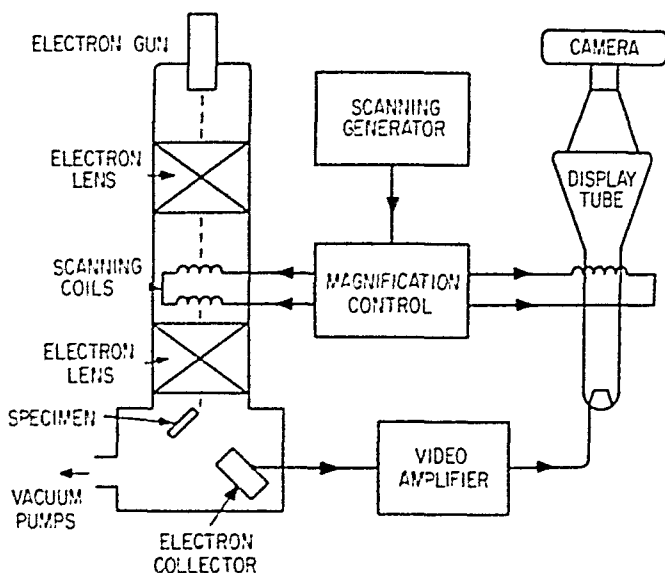 ELECTRON GUN
CAMERA
SCANNING
GENERATOR
ELECTRON
LENS
DISPLAY
TUBE
SCANNING
COILS
MAGNIFICATION
CONTROL
ELECTRON
LENS
SPECIMEN
VIDEO
AMPLIFIER
VACUUM
PUMPS
ELECTRON
COLLECTOR